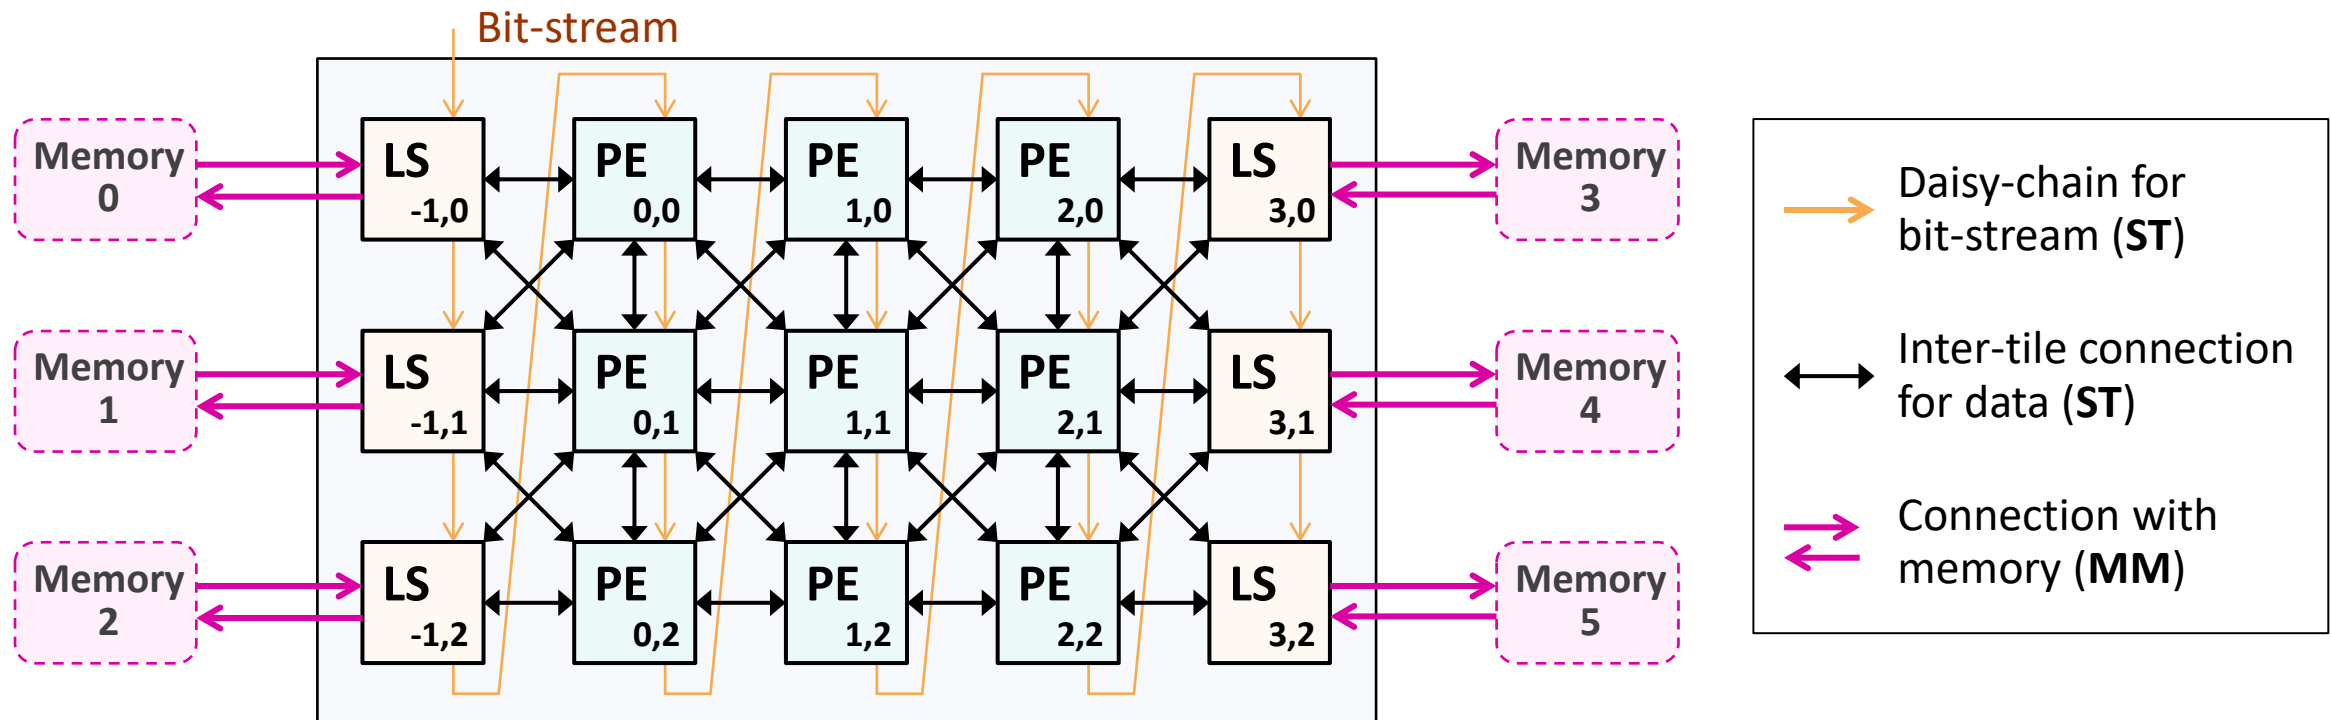 Bit-stream
Memory
0
LS
-1,0
PE
0,0
PE
1,0
PE
2,0
LS
3,0
Memory
3
Memory
1
LS
-1,1
PE
0,1
PE
1,1
PE
2,1
LS
3,1
Memory
4
Memory
2
LS
-1,2
PE
0,2
PE
1,2
PE
2,2
LS
3,2
Memory
5
Daisy-chain for
bit-stream (ST)
Inter-tile connection
for data (ST)
Connection with
memory (MM)